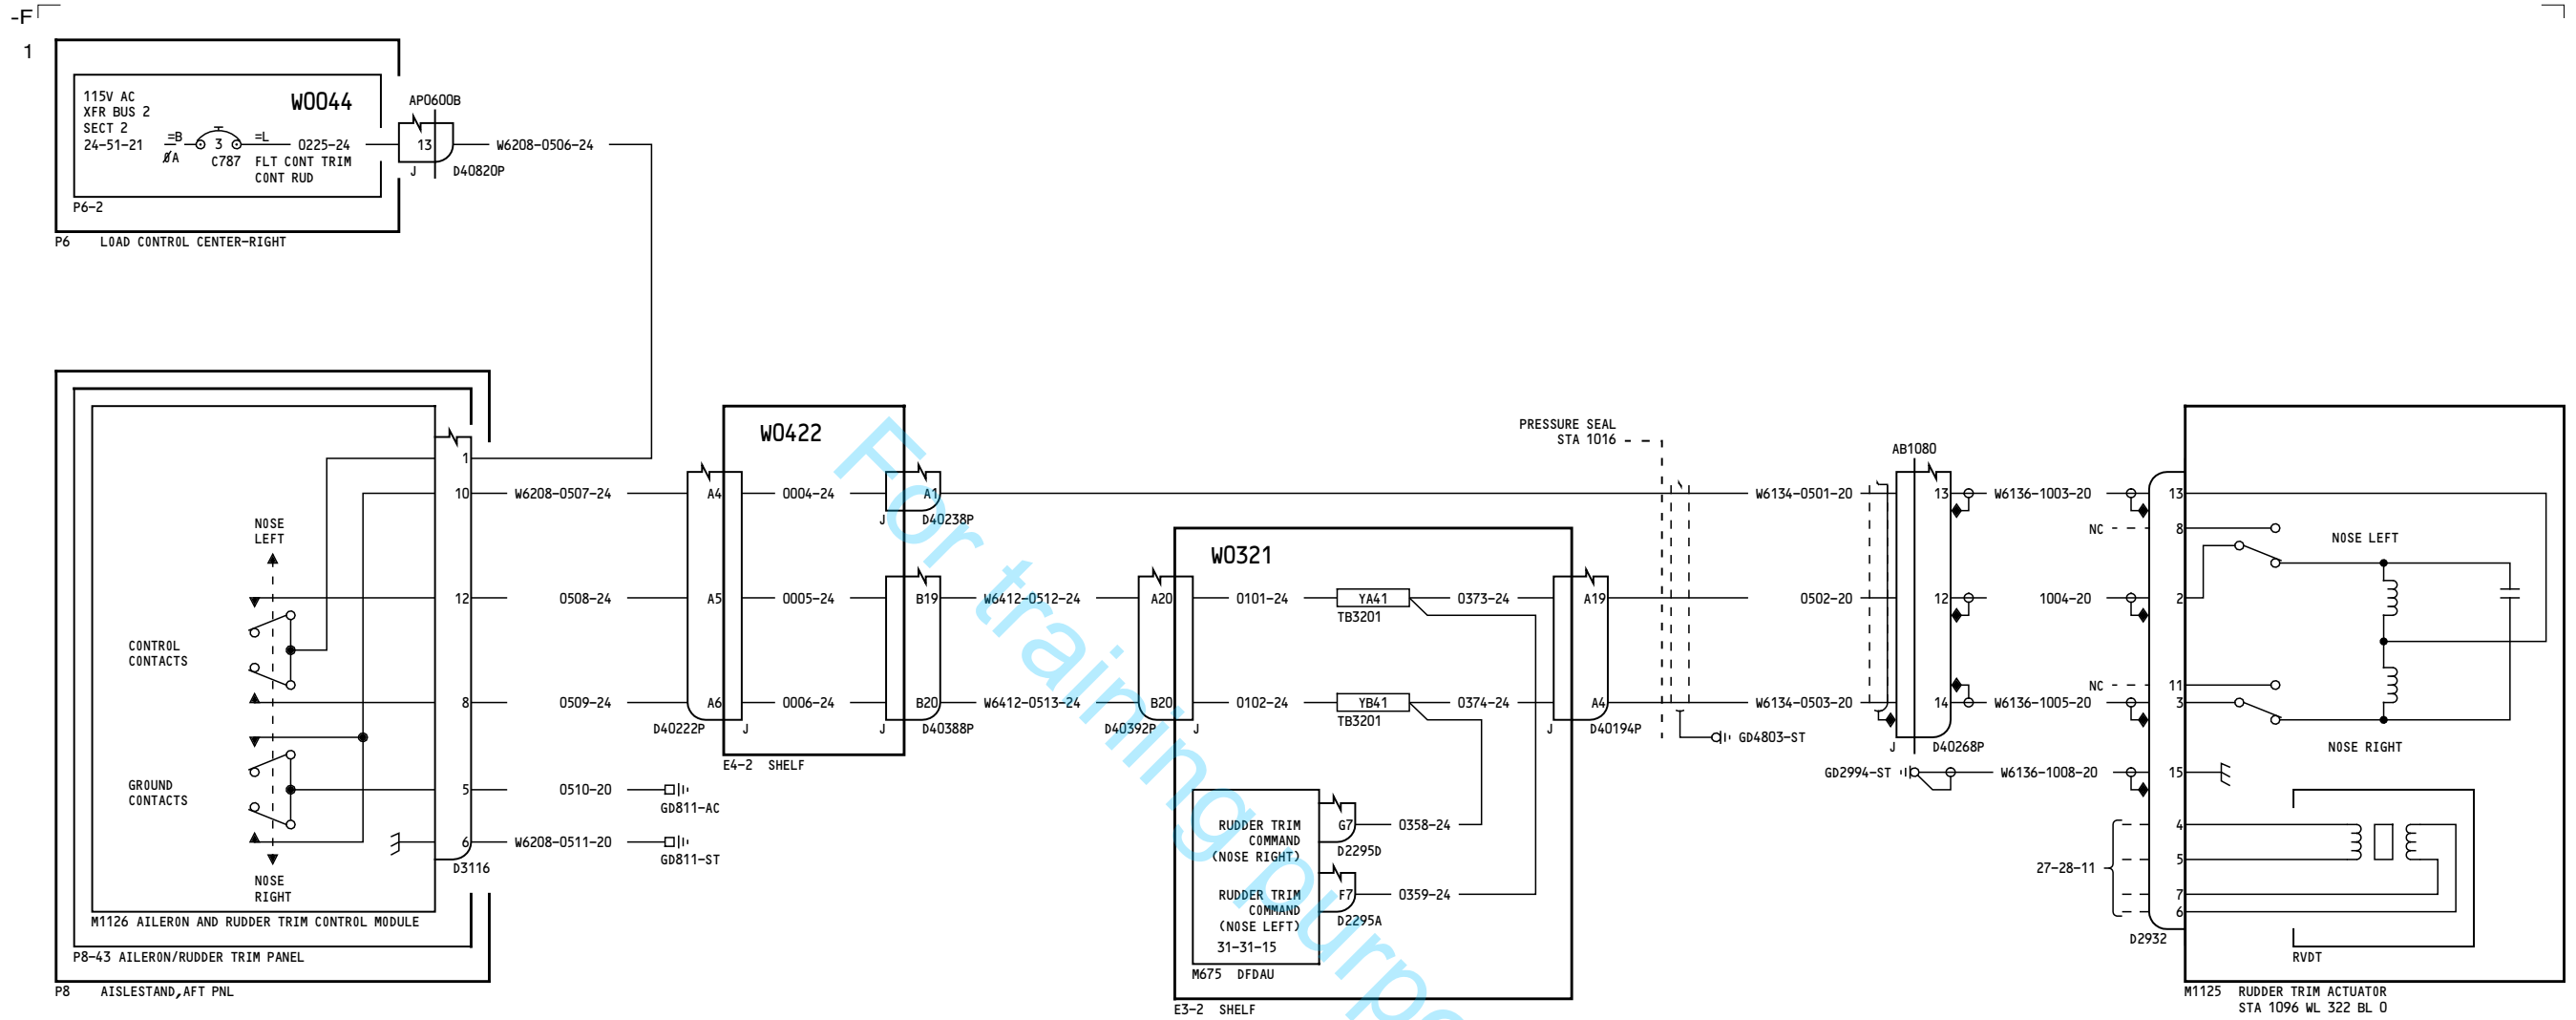 -F
1
115V AC
XFR BUS 2
SECT 2
24-51-21
=B
ØA
3
C787
=L
W0044
0225-24
FLT CONT TRIM
CONT RUD
P6-2
P6 LOAD CONTROL CENTER-RIGHT
AP0600B
13
J
D40820P
W6208-0506-24
NOSE
LEFT
CONTROL
CONTACTS
GROUND
CONTACTS
NOSE
RIGHT
M1126 AILERON AND RUDDER TRIM CONTROL MODULE
P8-43 AILERON/RUDDER TRIM PANEL
P8 AISLESTAND,AFT PNL
1
10
12
8
5
6
D3116
W6208-0507-24
0508-24
0509-24
0510-20
W6208-0511-20
GD811-AC
GD811-ST
W0422
A4
A5
A6
D40222P
J
0004-24
0005-24
0006-24
E4-2 SHELF
A1
J
D40238P
B19
B20
J
D40388P
W6412-0512-24
W6412-0513-24
A20
B20
D40392P
J
W0321
0101-24
0102-24
YA41
TB3201
YB41
TB3201
0373-24
0374-24
A19
A4
J
D40194P
RUDDER TRIM
COMMAND
(NOSE RIGHT)
G7
D2295D
0358-24
RUDDER TRIM
COMMAND
(NOSE LEFT)
F7
D2295A
0359-24
31-31-15
M675 DFDAU
E3-2 SHELF
PRESSURE SEAL
STA 1016
GD4803-ST
W6134-0501-20
0502-20
W6134-0503-20
AB1080
13
12
14
J
D40268P
W6136-1003-20
NC
1004-20
NC
W6136-1005-20
GD2994-ST
W6136-1008-20
27-28-11
13
8
2
11
3
15
4
5
7
6
D2932
NOSE LEFT
NOSE RIGHT
RVDT
M1125 RUDDER TRIM ACTUATOR
STA 1096 WL 322 BL 0
For training purpo